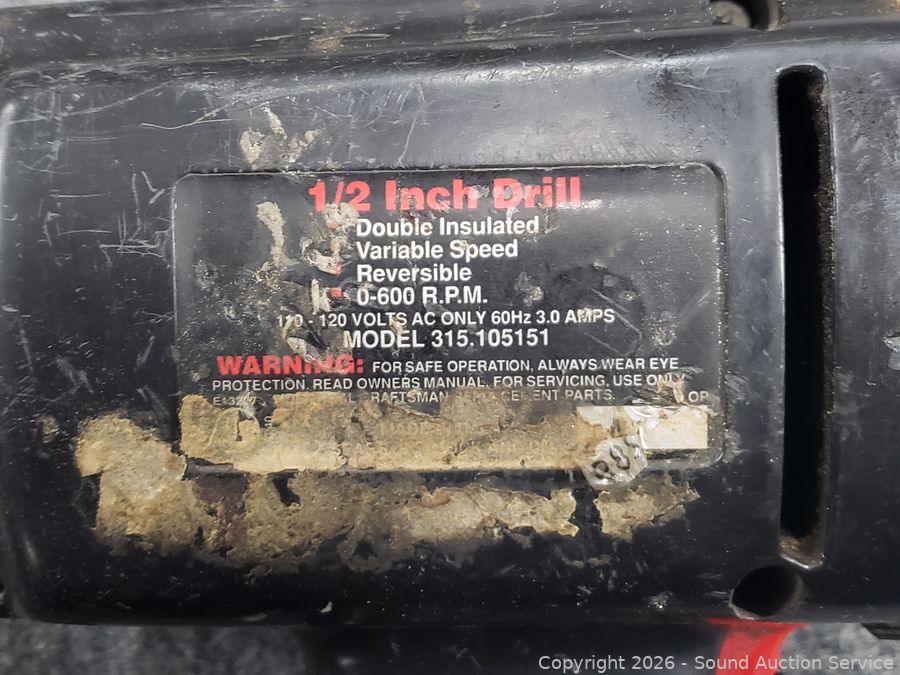 1/2 Inch Drill
Double Insulated
Variable Speed
Reversible
0-600 R.P.M.
110 - 120 VOLTS AC ONLY 60Hz 3.0 AMPS
MODEL 315.105151
WARNING: FOR SAFE OPERATION, ALWAYS WEAR EYE
PROTECTION. READ OWNERS MANUAL. FOR SERVICING, USE ONLY
CRAFTSMAN REPLACEMENT PARTS.
Copyright 2026 - Sound Auction Service